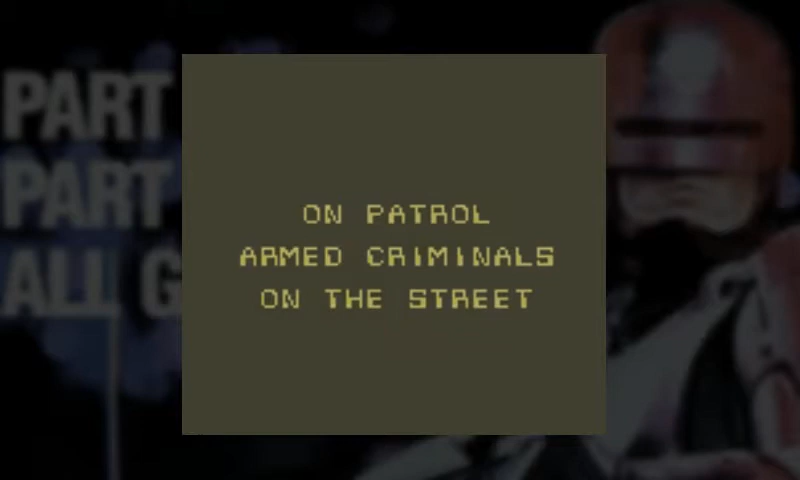 PART
PART
ALL G
ON PATROL
ARMED CRIMINALS
ON THE STREET